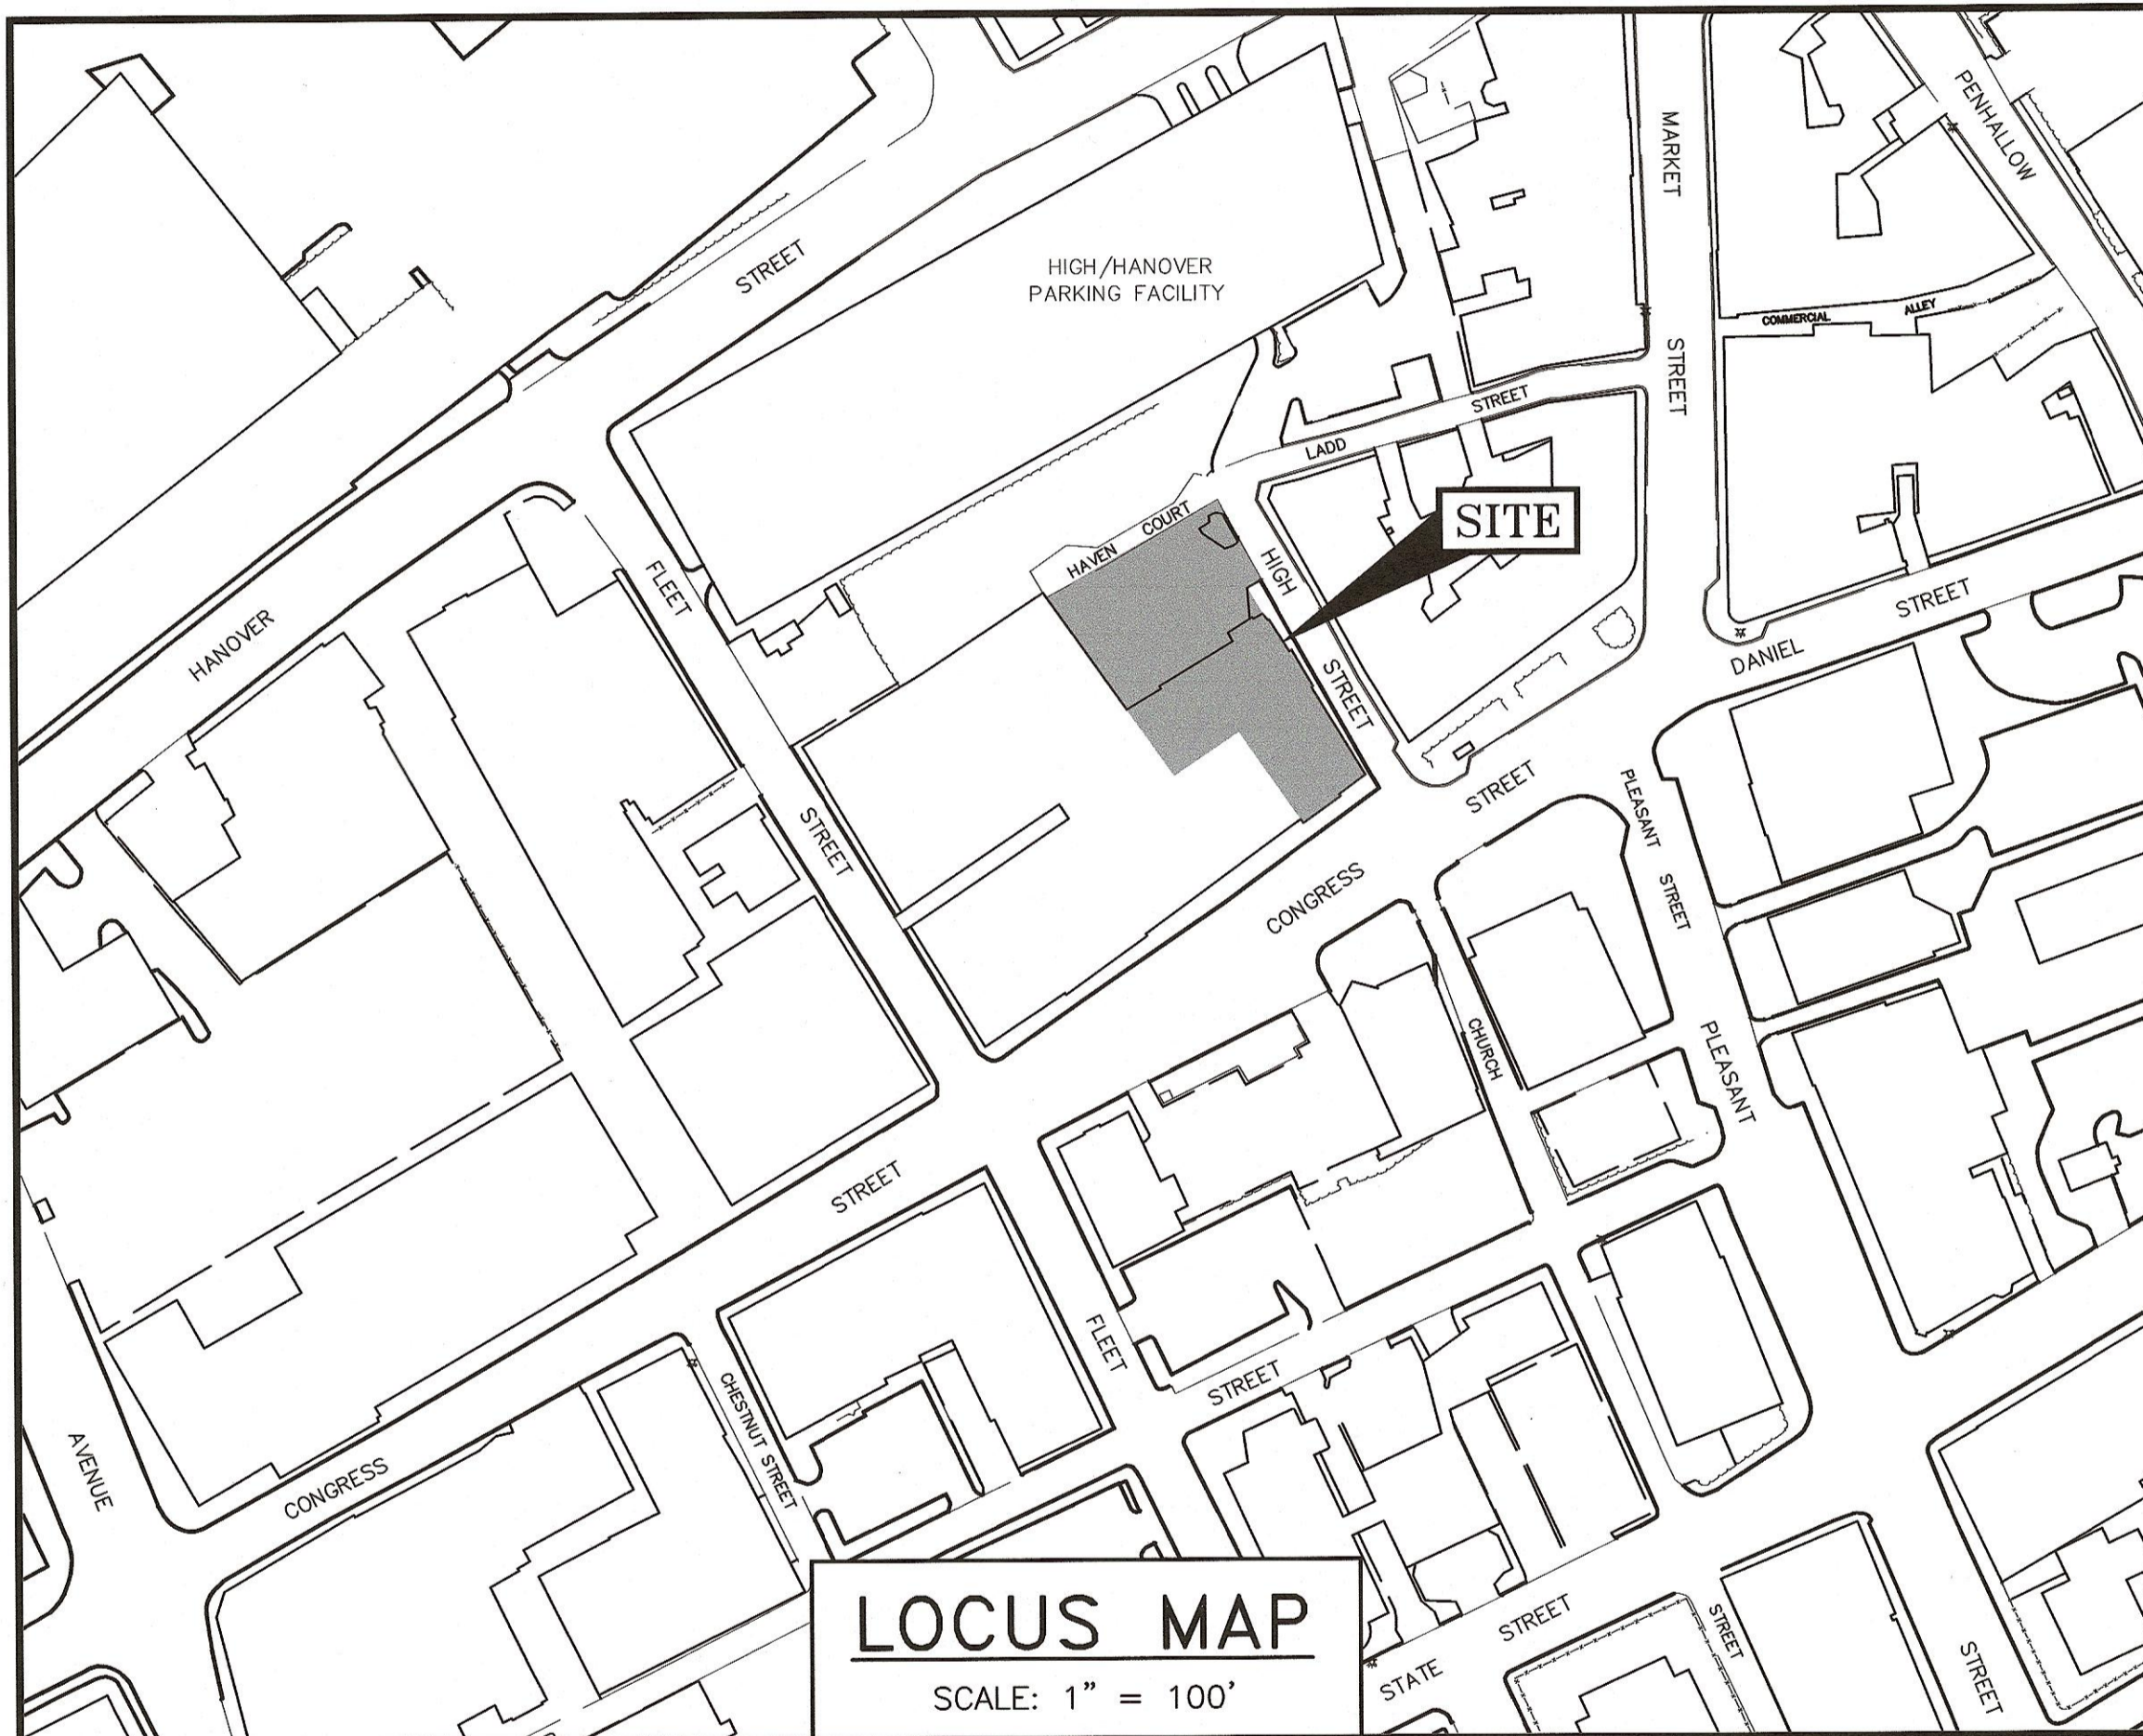 PENHALLOW
MARKET
STREET
HIGH/HANOVER
PARKING FACILITY
STREET
COMMERCIAL
ALLEY
STREET
LADD
SITE
HAVEN
COURT
HIGH
STREET
FLEET
STREET
HANOVER
DANIEL
STREET
STREET
CONGRESS
PLEASANT
STREET
CHURCH
PLEASANT
STREET
FLEET
STREET
CHESTNUT STREET
AVENUE
CONGRESS
STREET
STATE
STREET
STREET
LOCUS MAP
SCALE: 1" = 100'